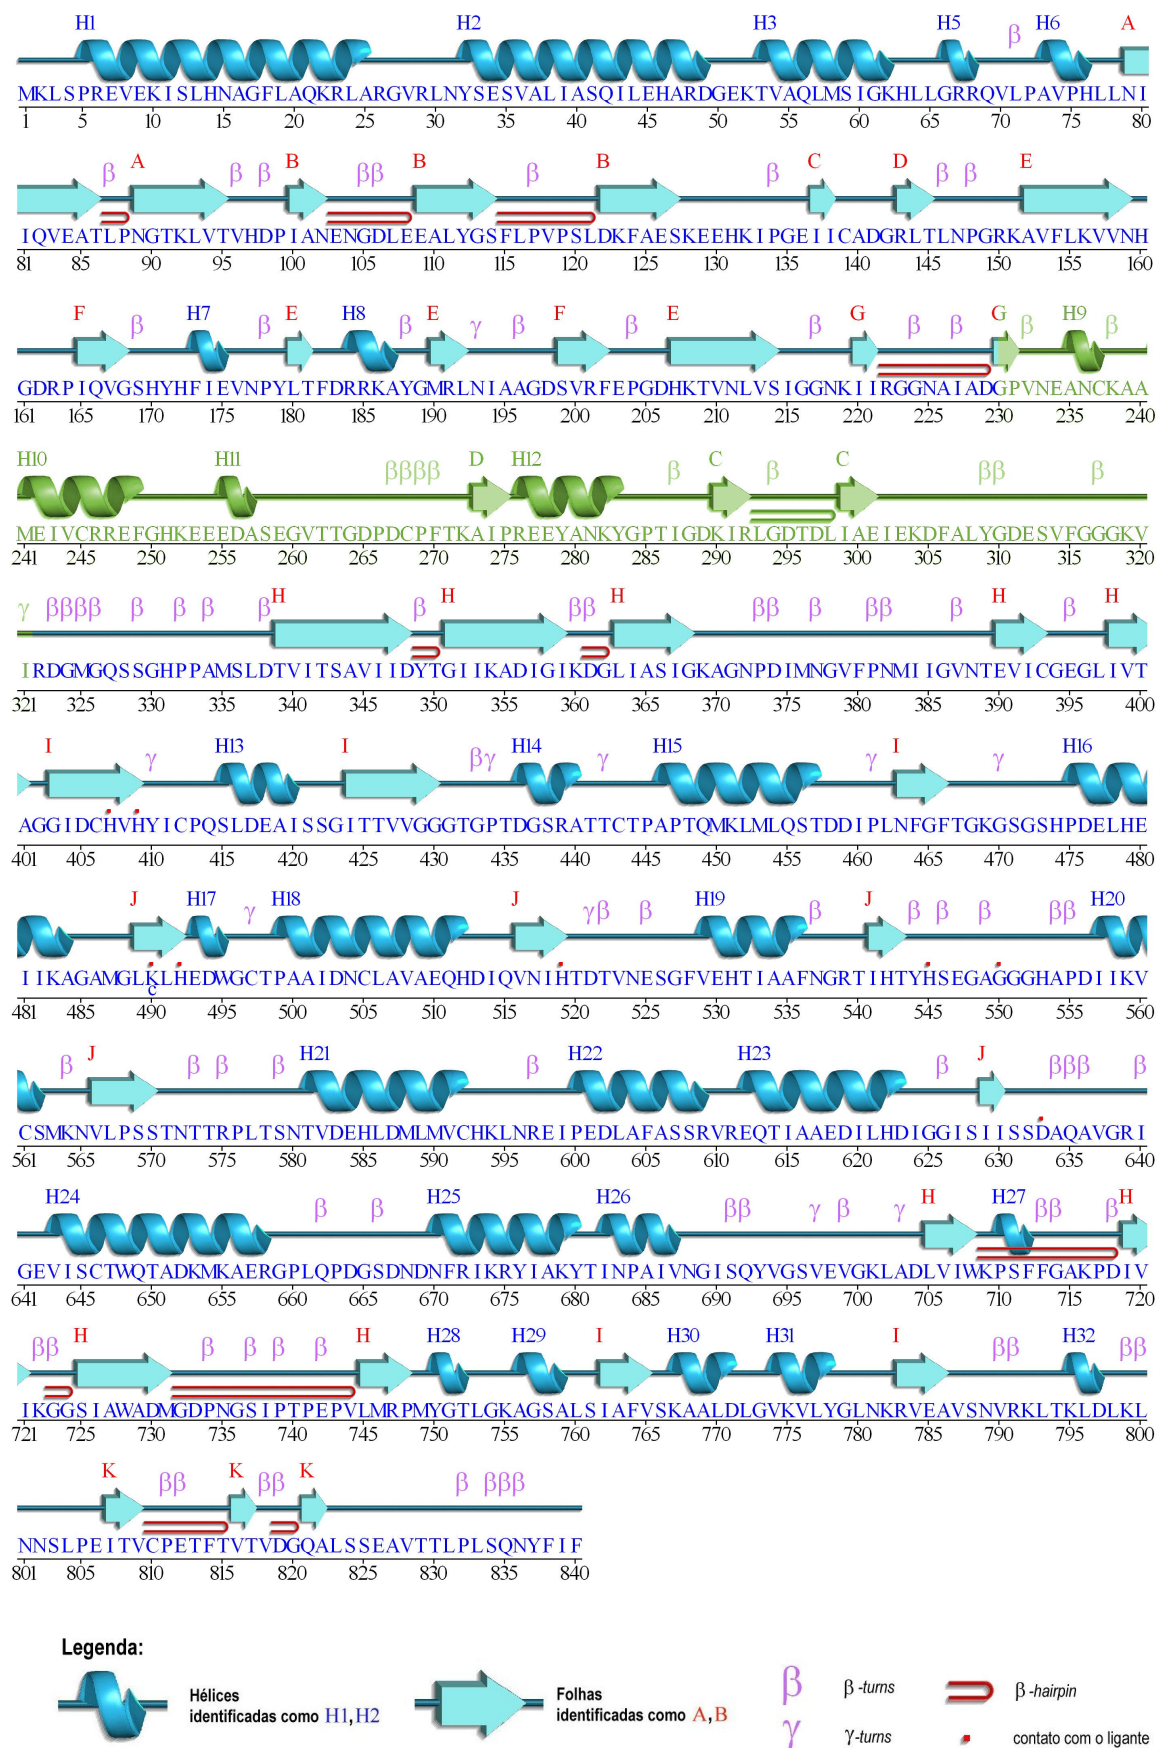 H1 H2 H3 H5 β H6 A
MKLSPREVEKISLHNAGFLAQKRLARGVRLNYSESVALIASQILEHARDGEKTVAQLMSIGKHLLGRRQVLPAVPHLLNI
1 5 10 15 20 25 30 35 40 45 50 55 60 65 70 75 80
β A β β B β β B β B β C D β β E
IQVEATLPNGTKLVTVHDPIANENGDLEEALYGSFLPVPSLDKFAESKEEHKIPGEIICADGRLTLNPGRKAVFLKVVNH
81 85 90 95 100 105 110 115 120 125 130 135 140 145 150 155 160
F β H7 β E H8 β E γ β F β E β G β β G β H9 β
GDRPIQVGSHYHFIEVNPYLTFDRRKAYGMRLNIAAGDSVRFEPGDHKTVNLVSIGGNKIIRGGNAIADGPVNEANCKAA
161 165 170 175 180 185 190 195 200 205 210 215 220 225 230 235 240
H10 H11 ββββ D H12 β C β C ββ β
MEIVCRREFGHKEEEDASEGVTTGDPDCPFTKAIPREEYANKYGPTIGDKIRLGDTDLIAEIEKDFALYGDESVFGGGKV
241 245 250 255 260 265 270 275 280 285 290 295 300 305 310 315 320
γ ββββ β β β β H β H ββ H β β ββ β H β H
IRDGMGQSSGHPPAMSLDTVITSAVIIDYTGIIKADIGIKDGLIASIGKAGNPDIMNGVFPNMIIGVNTEVICGEGLIVT
321 325 330 335 340 345 350 355 360 365 370 375 380 385 390 395 400
I γ H13 I βγ H14 γ H15 γ I γ H16
AGGIDCHVHYICPQSLDEAISSGITTVVGGGTGPTDGSRATTCTPAPTQMKLMLQSTDDIPLNFGFTGKGSGSHPDELHE
401 405 410 415 420 425 430 435 440 445 450 455 460 465 470 475 480
J H17 γ H18 J γβ β H19 β J β β β ββ H20
IIKAGAMGLKLHEDWGCTPAAIDNCLAVAEQHDIQVNIHTDTVNESGFVEHTIAAFNGRTIHTYHSEGAGGGHAPDIIKV
c
481 485 490 495 500 505 510 515 520 525 530 535 540 545 550 555 560
β J β β β H21 β H22 H23 β J βββ β
CSMKNVLPSSTNTTRPLTSNTVDEHLDMLMVCHKLNREIPEDLAFASSRVREQTIAAEDILHDIGGISIISSDAQAVGRI
561 565 570 575 580 585 590 595 600 605 610 615 620 625 630 635 640
H24 β β H25 H26 ββ γ β γ H H27 ββ β H
GEVISCTWQTADKMKAERGPLQPDGSDNDNFRIKRYIAKYTINPAIVNGISQYVGSVEVGKLADLVIWKPSFFGAKPDIV
641 645 650 655 660 665 670 675 680 685 690 695 700 705 710 715 720
ββ H β β β β H H28 H29 I H30 H31 I ββ H32 ββ
IKGGSIAWADMGDPNGSIPTPEPVLMRPMYGTLGKAGSALSIAFVSKAALDLGVKVLYGLNKRVEAVSNVRKLTKLDLKL
721 725 730 735 740 745 750 755 760 765 770 775 780 785 790 795 800
K ββ K ββ K β βββ
NNSLPEITVCPETFTVTVDGQALSSEAVTTLPLSQNYFIF
801 805 810 815 820 825 830 835 840
Legenda:
Hélices
identificadas como H1,H2
Folhas
identificadas como A,B
β β-turns
γ γ-turns
β-hairpin
contato com o ligante